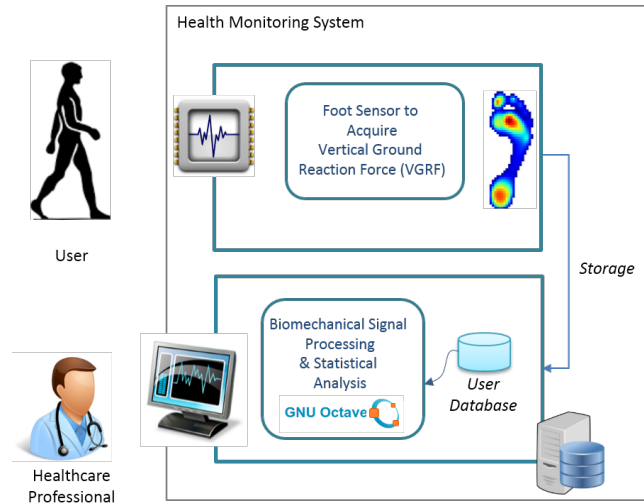 Health Monitoring System
Foot Sensor to
Acquire
Vertical Ground
Reaction Force (VGRF)
User
Storage
Biomechanical Signal
Processing
& Statistical
Analysis
GNU Octave
User
Database
Healthcare
Professional